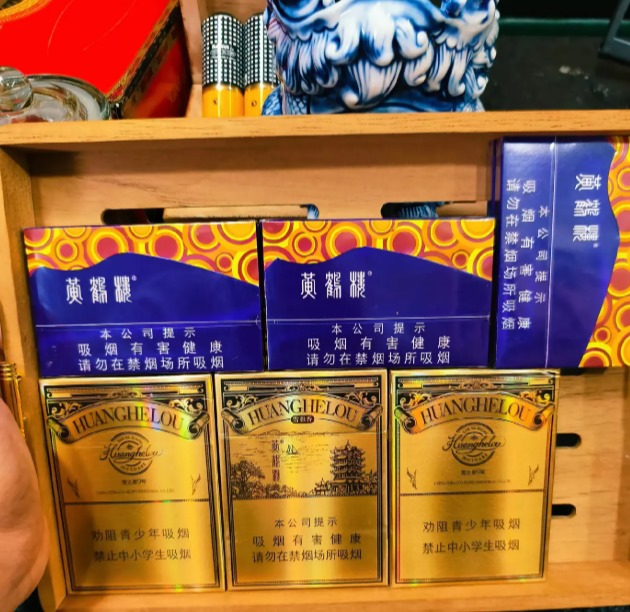 黄鹤楼
本公司提示
吸烟有害健康
请勿在禁烟场所吸烟
黄鹤楼
本公司提示
吸烟有害健康
请勿在禁烟场所吸烟
黄鹤楼
本公司提示
吸烟有害健康
请勿在禁烟场所吸烟
HUANGHELOU
Huanghelou
劝阻青少年吸烟
禁止中小学生吸烟
HUANGHELOU
黄鹤楼
本公司提示
吸烟有害健康
请勿在禁烟场所吸烟
HUANGHELOU
Huanghelou
劝阻青少年吸烟
禁止中小学生吸烟